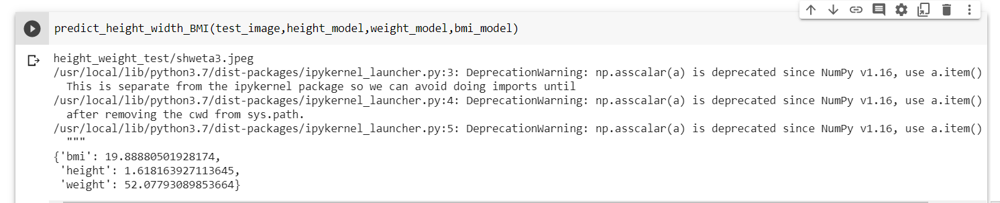 predict_height_width_BMI(test_image,height_model,weight_model,bmi_model)
height_weight_test/shweta3.jpeg
/usr/local/lib/python3.7/dist-packages/ipykernel_launcher.py:3: DeprecationWarning: np.asscalar(a) is deprecated since NumPy v1.16, use a.item()
  This is separate from the ipykernel package so we can avoid doing imports until
/usr/local/lib/python3.7/dist-packages/ipykernel_launcher.py:4: DeprecationWarning: np.asscalar(a) is deprecated since NumPy v1.16, use a.item()
  after removing the cwd from sys.path.
/usr/local/lib/python3.7/dist-packages/ipykernel_launcher.py:5: DeprecationWarning: np.asscalar(a) is deprecated since NumPy v1.16, use a.item()
  """
{'bmi': 19.88880501928174,
 'height': 1.618163927113645,
 'weight': 52.07793089853664}